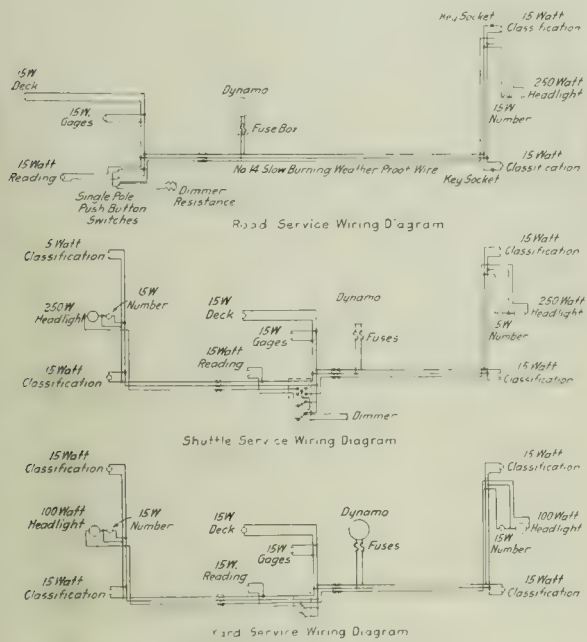 Key Socket
15 Watt
Classification
15W
Deck
Dynamo
250 Watt
Headlight
15W.
Gages
15W
Number
Fuse Box
15 Watt
Reading
No 14 Slow Burning Weather Proof Wire
15 Watt
Classification
Key Socket
Single Pole
Push Button
Switches
Dimmer
Resistance
Road Service Wiring Diagram
5 Watt
Classification
15 Watt
Classification
250W
Headlight
15W
Number
15W
Deck
Dynamo
250 Watt
Headlight
15W
Gages
Fuses
5W
Number
15 Watt
Classification
15 Watt
Reading
15 Watt
Classification
Dimmer
Shuttle Service Wiring Diagram
15 Watt
Classification
15 Watt
Classification
100 Watt
Headlight
15W
Number
15W
Deck
Dynamo
100 Watt
Headlight
15W
Gages
Fuses
15W
Number
15 Watt
Classification
15W.
Reading
15 Watt
Classification
Yard Service Wiring Diagram